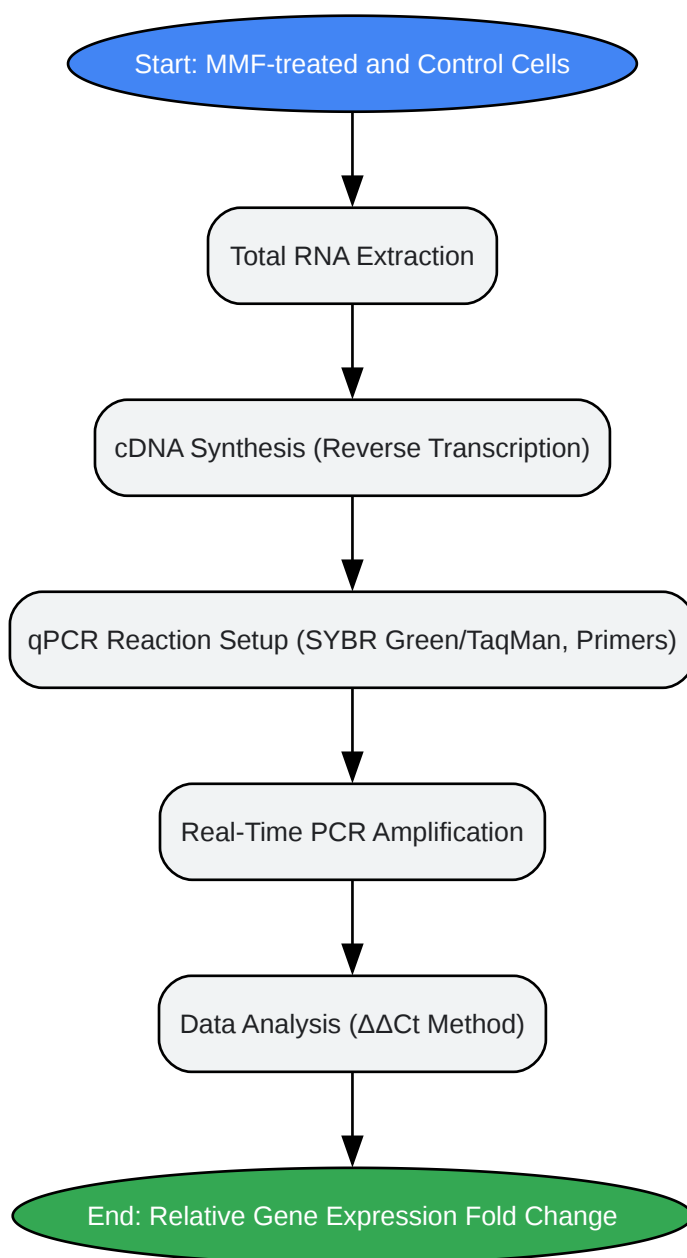 Start: MMF-treated and Control Cells
Total RNA Extraction
cDNA Synthesis (Reverse Transcription)
qPCR Reaction Setup (SYBR Green/TaqMan, Primers)
Real-Time PCR Amplification
Data Analysis (ΔΔCt Method)
End: Relative Gene Expression Fold Change